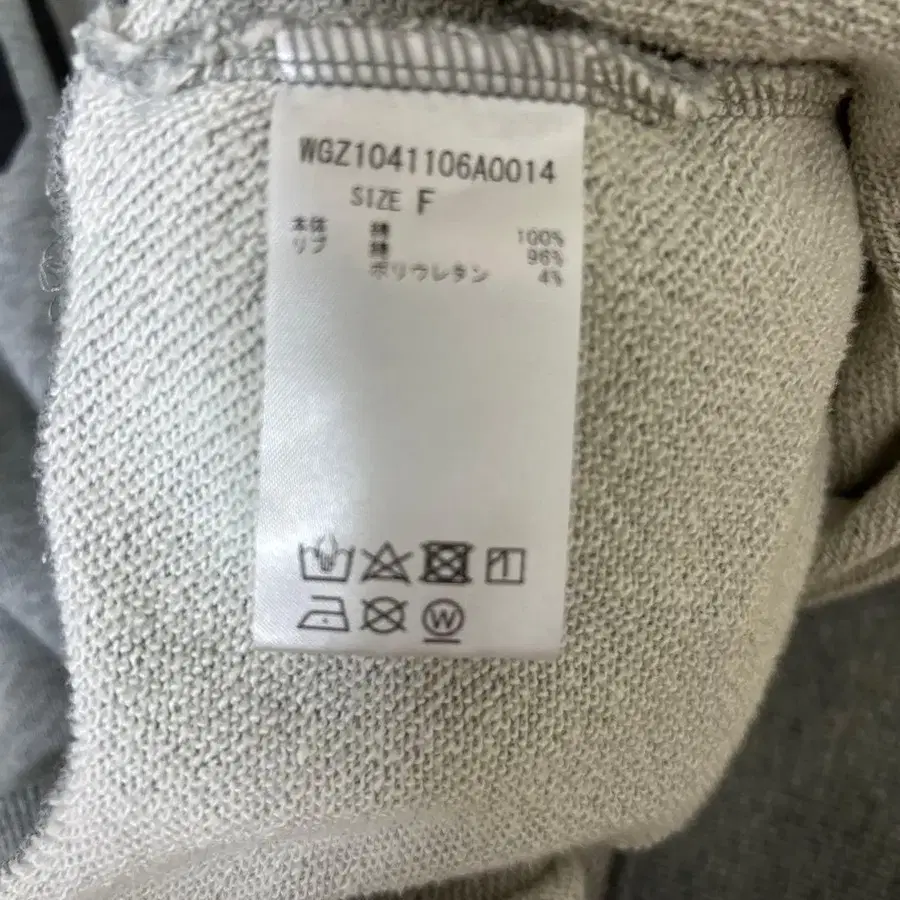 WGZ1041106A0014
SIZE F
本体 綿 100%
リブ 綿 96%
ポリウレタン 4%
W